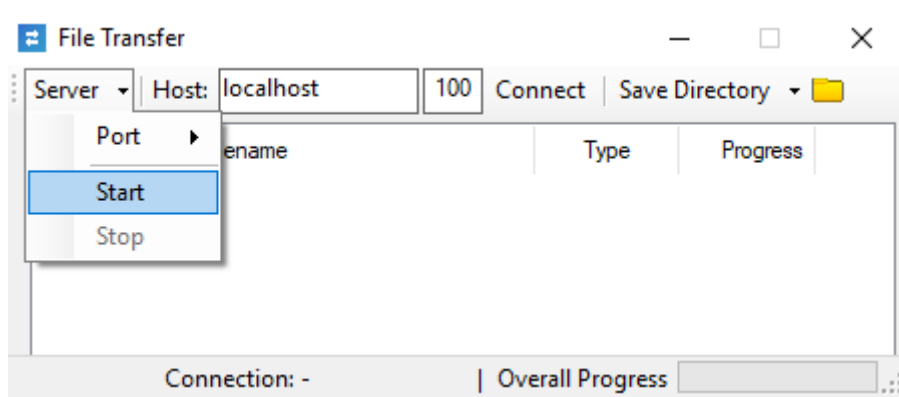 File Transfer
Server Host: localhost 100 Connect Save Directory
Port
ename Type Progress
Start
Stop
Connection: - | Overall Progress